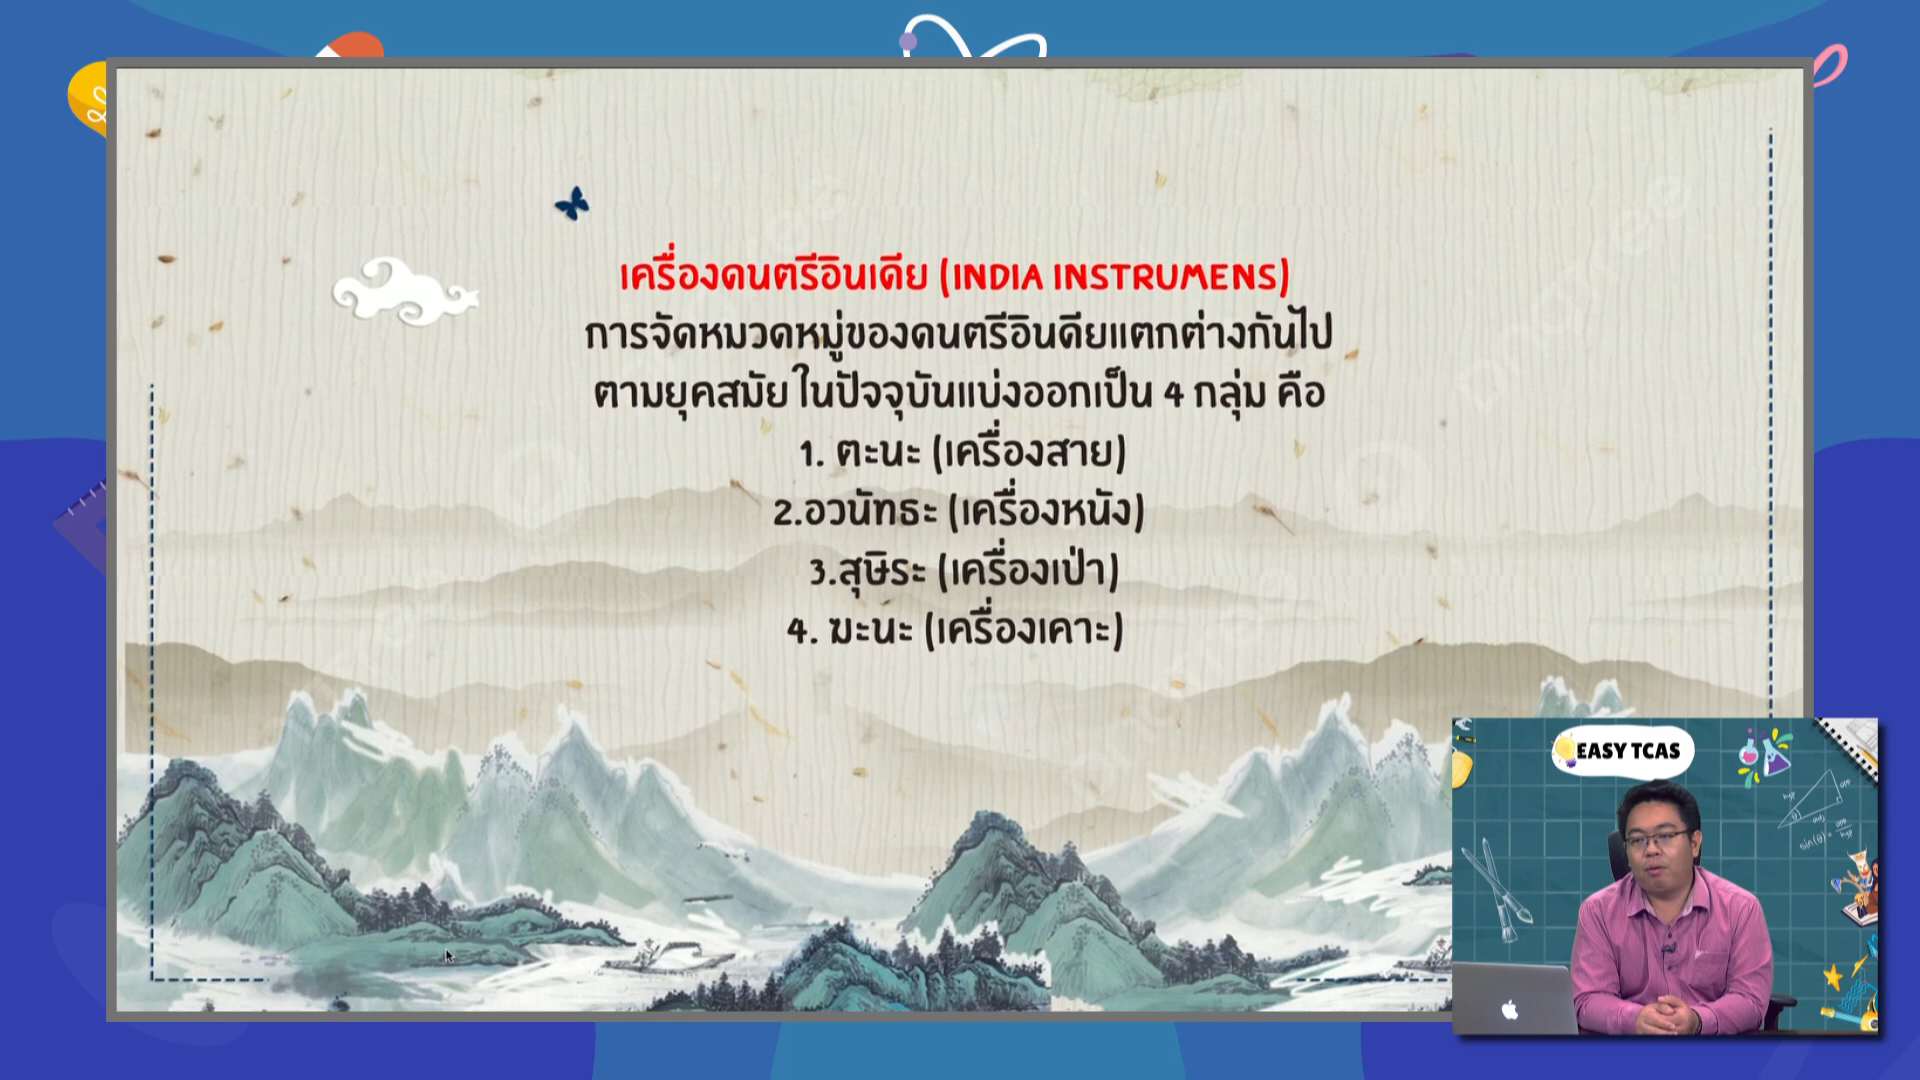 เครื่องดนตรีอินเดีย (INDIA INSTRUMENS)
การจัดหมวดหมู่ของดนตรีอินดียแตกต่างกันไป
ตามยุคสมัย ในปัจจุบันแบ่งออกเป็น 4 กลุ่ม คือ
1. ตะนะ (เครื่องสาย)
2.อวนัทธะ (เครื่องหนัง)
3.สุษิระ (เครื่องเป่า)
4. ฆะนะ (เครื่องเคาะ)
EASY TCAS